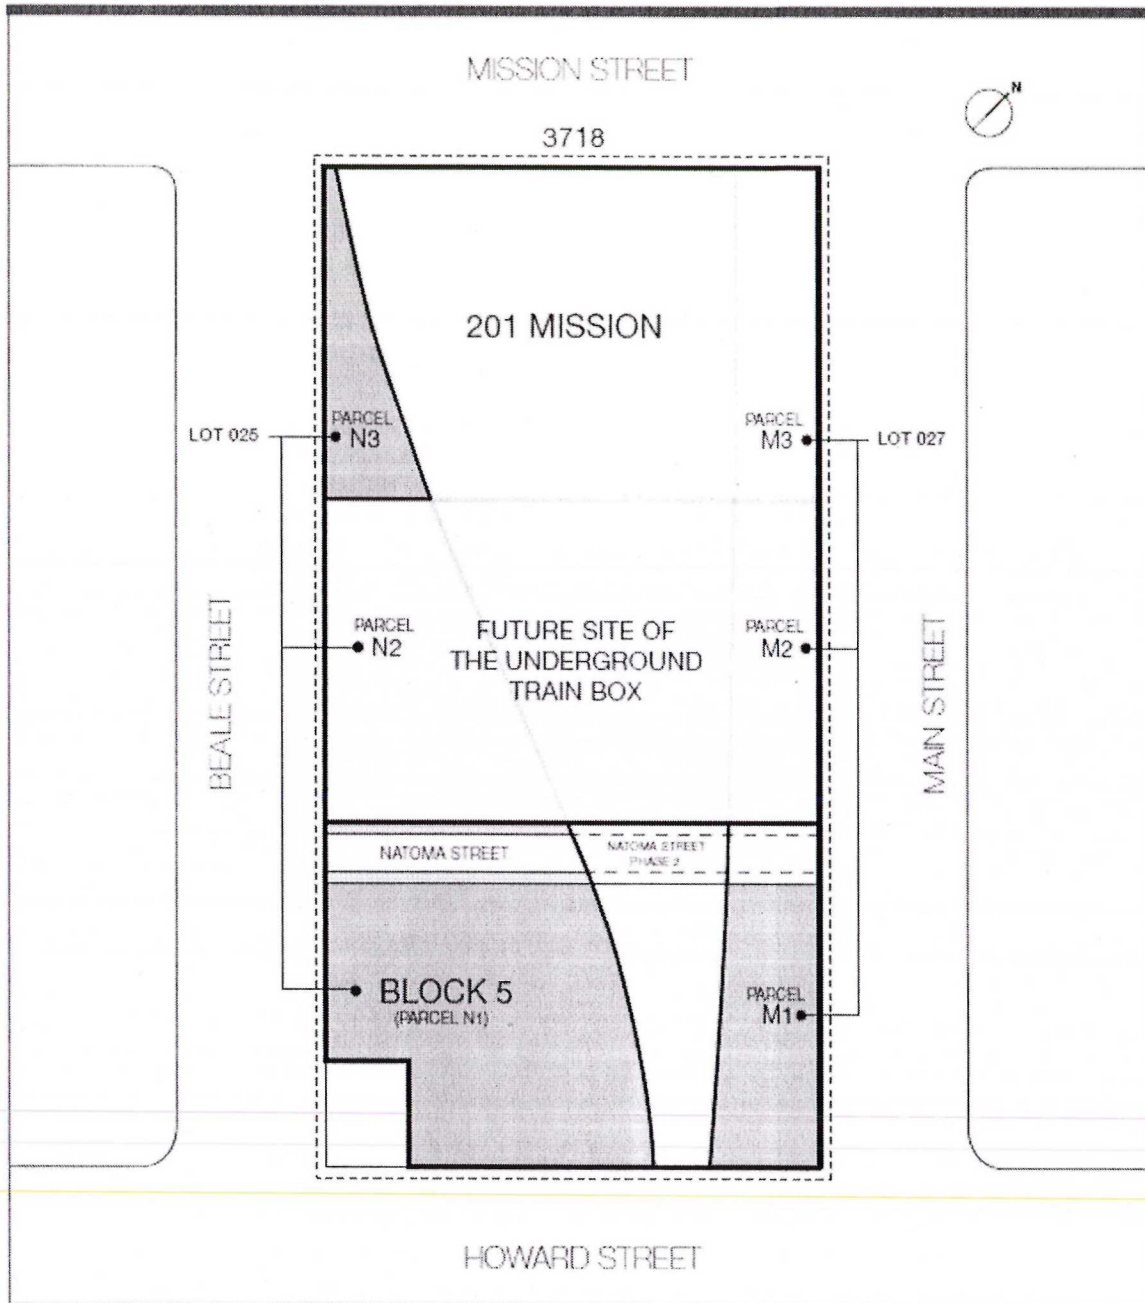 MISSION STREET
N
3718
201 MISSION
PARCEL
N3
LOT 025
PARCEL
M3
LOT 027
BEALE STREET
PARCEL
N2
FUTURE SITE OF
THE UNDERGROUND
TRAIN BOX
PARCEL
M2
MAIN STREET
NATOMA STREET
NATOMA STREET
PHASE 2
BLOCK 5
(PARCEL N1)
PARCEL
M1
HOWARD STREET